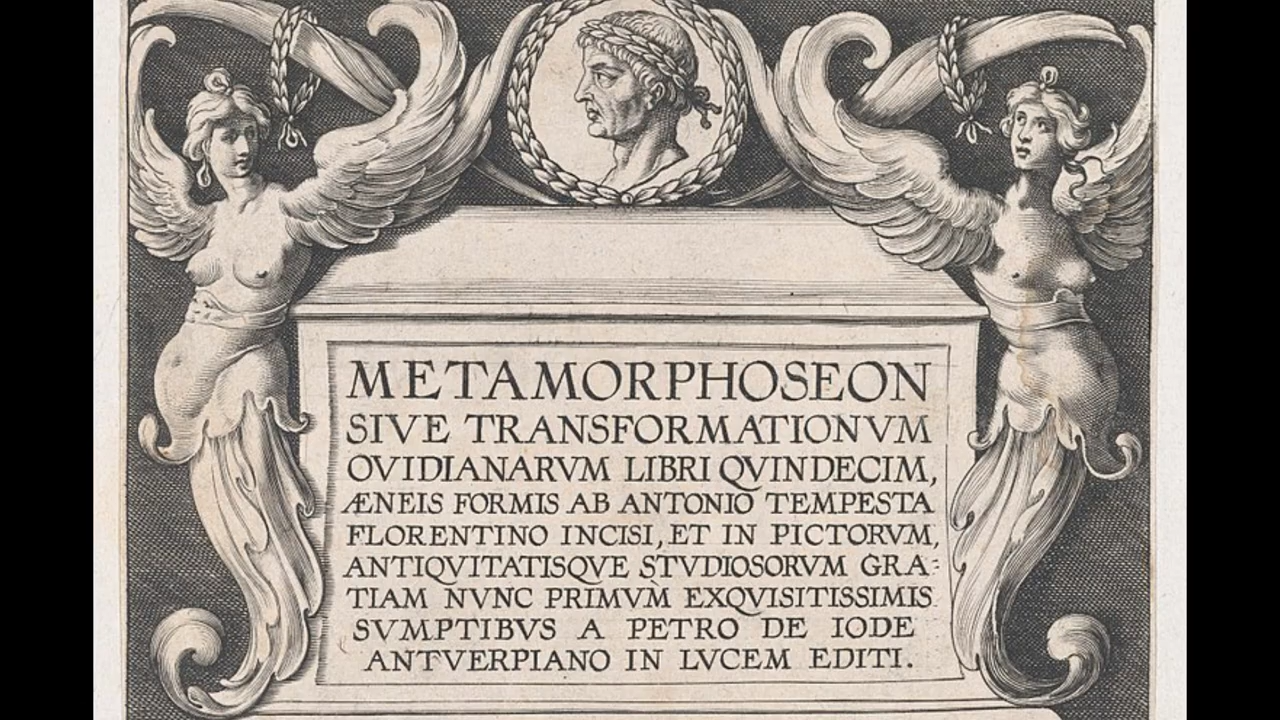 METAMORPHOSEON
SIVE TRANSFORMATIONVM
OVIDIANARVM LIBRI QVINDECIM,
ÆNEIS FORMIS AB ANTONIO TEMPESTA
FLORENTINO INCISI, ET IN PICTORVM,
ANTIQVITATISQVE STVDIOSORVM GRA=
TIAM NVNC PRIMVM EXQVISITISSIMIS
SVMPTIBVS A PETRO DE IODE
ANTVERPIANO IN LVCEM EDITI.